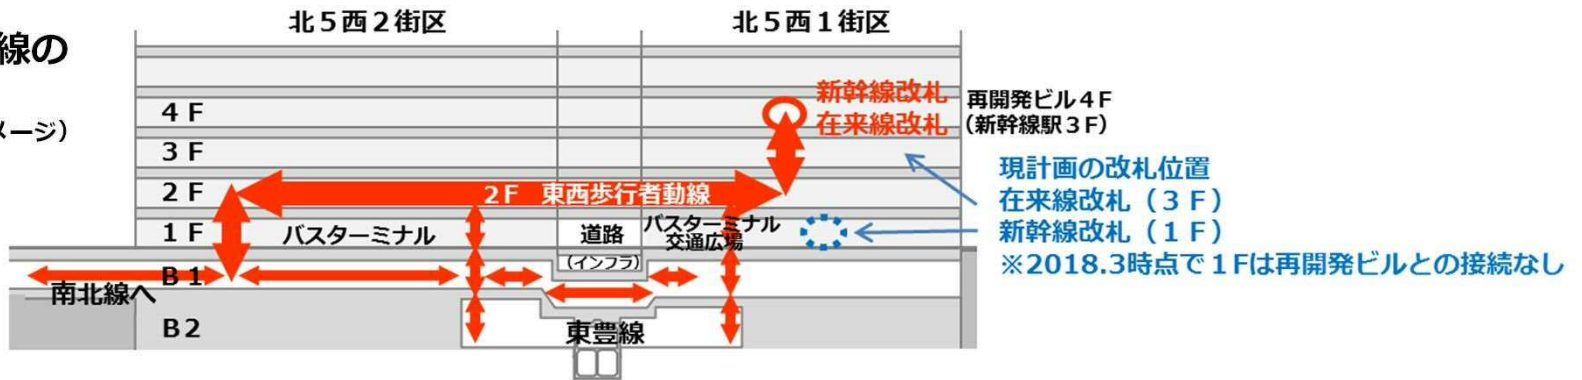 線の
メージ)
北5西2街区
北5西1街区
4F
3F
2F
1F
B1
B2
新幹線改札
在来線改札
再開発ビル4F
(新幹線駅3F)
2F 東西歩行者動線
バスターミナル
道路
(インフラ)
バスターミナル
交通広場
南北線へ
東豊線
現計画の改札位置
在来線改札(3F)
新幹線改札(1F)
※2018.3時点で1Fは再開発ビルとの接続なし